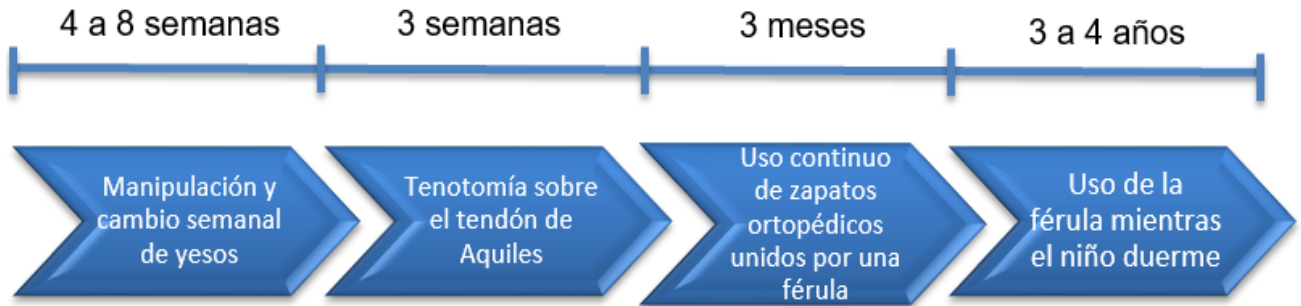 4 a 8 semanas
3 semanas
3 meses
3 a 4 años
Manipulación y
cambio semanal
de yesos
Tenotomía sobre
el tendón de
Aquiles
Uso continuo
de zapatos
ortopédicos
unidos por una
férula
Uso de la
férula mientras
el niño duerme